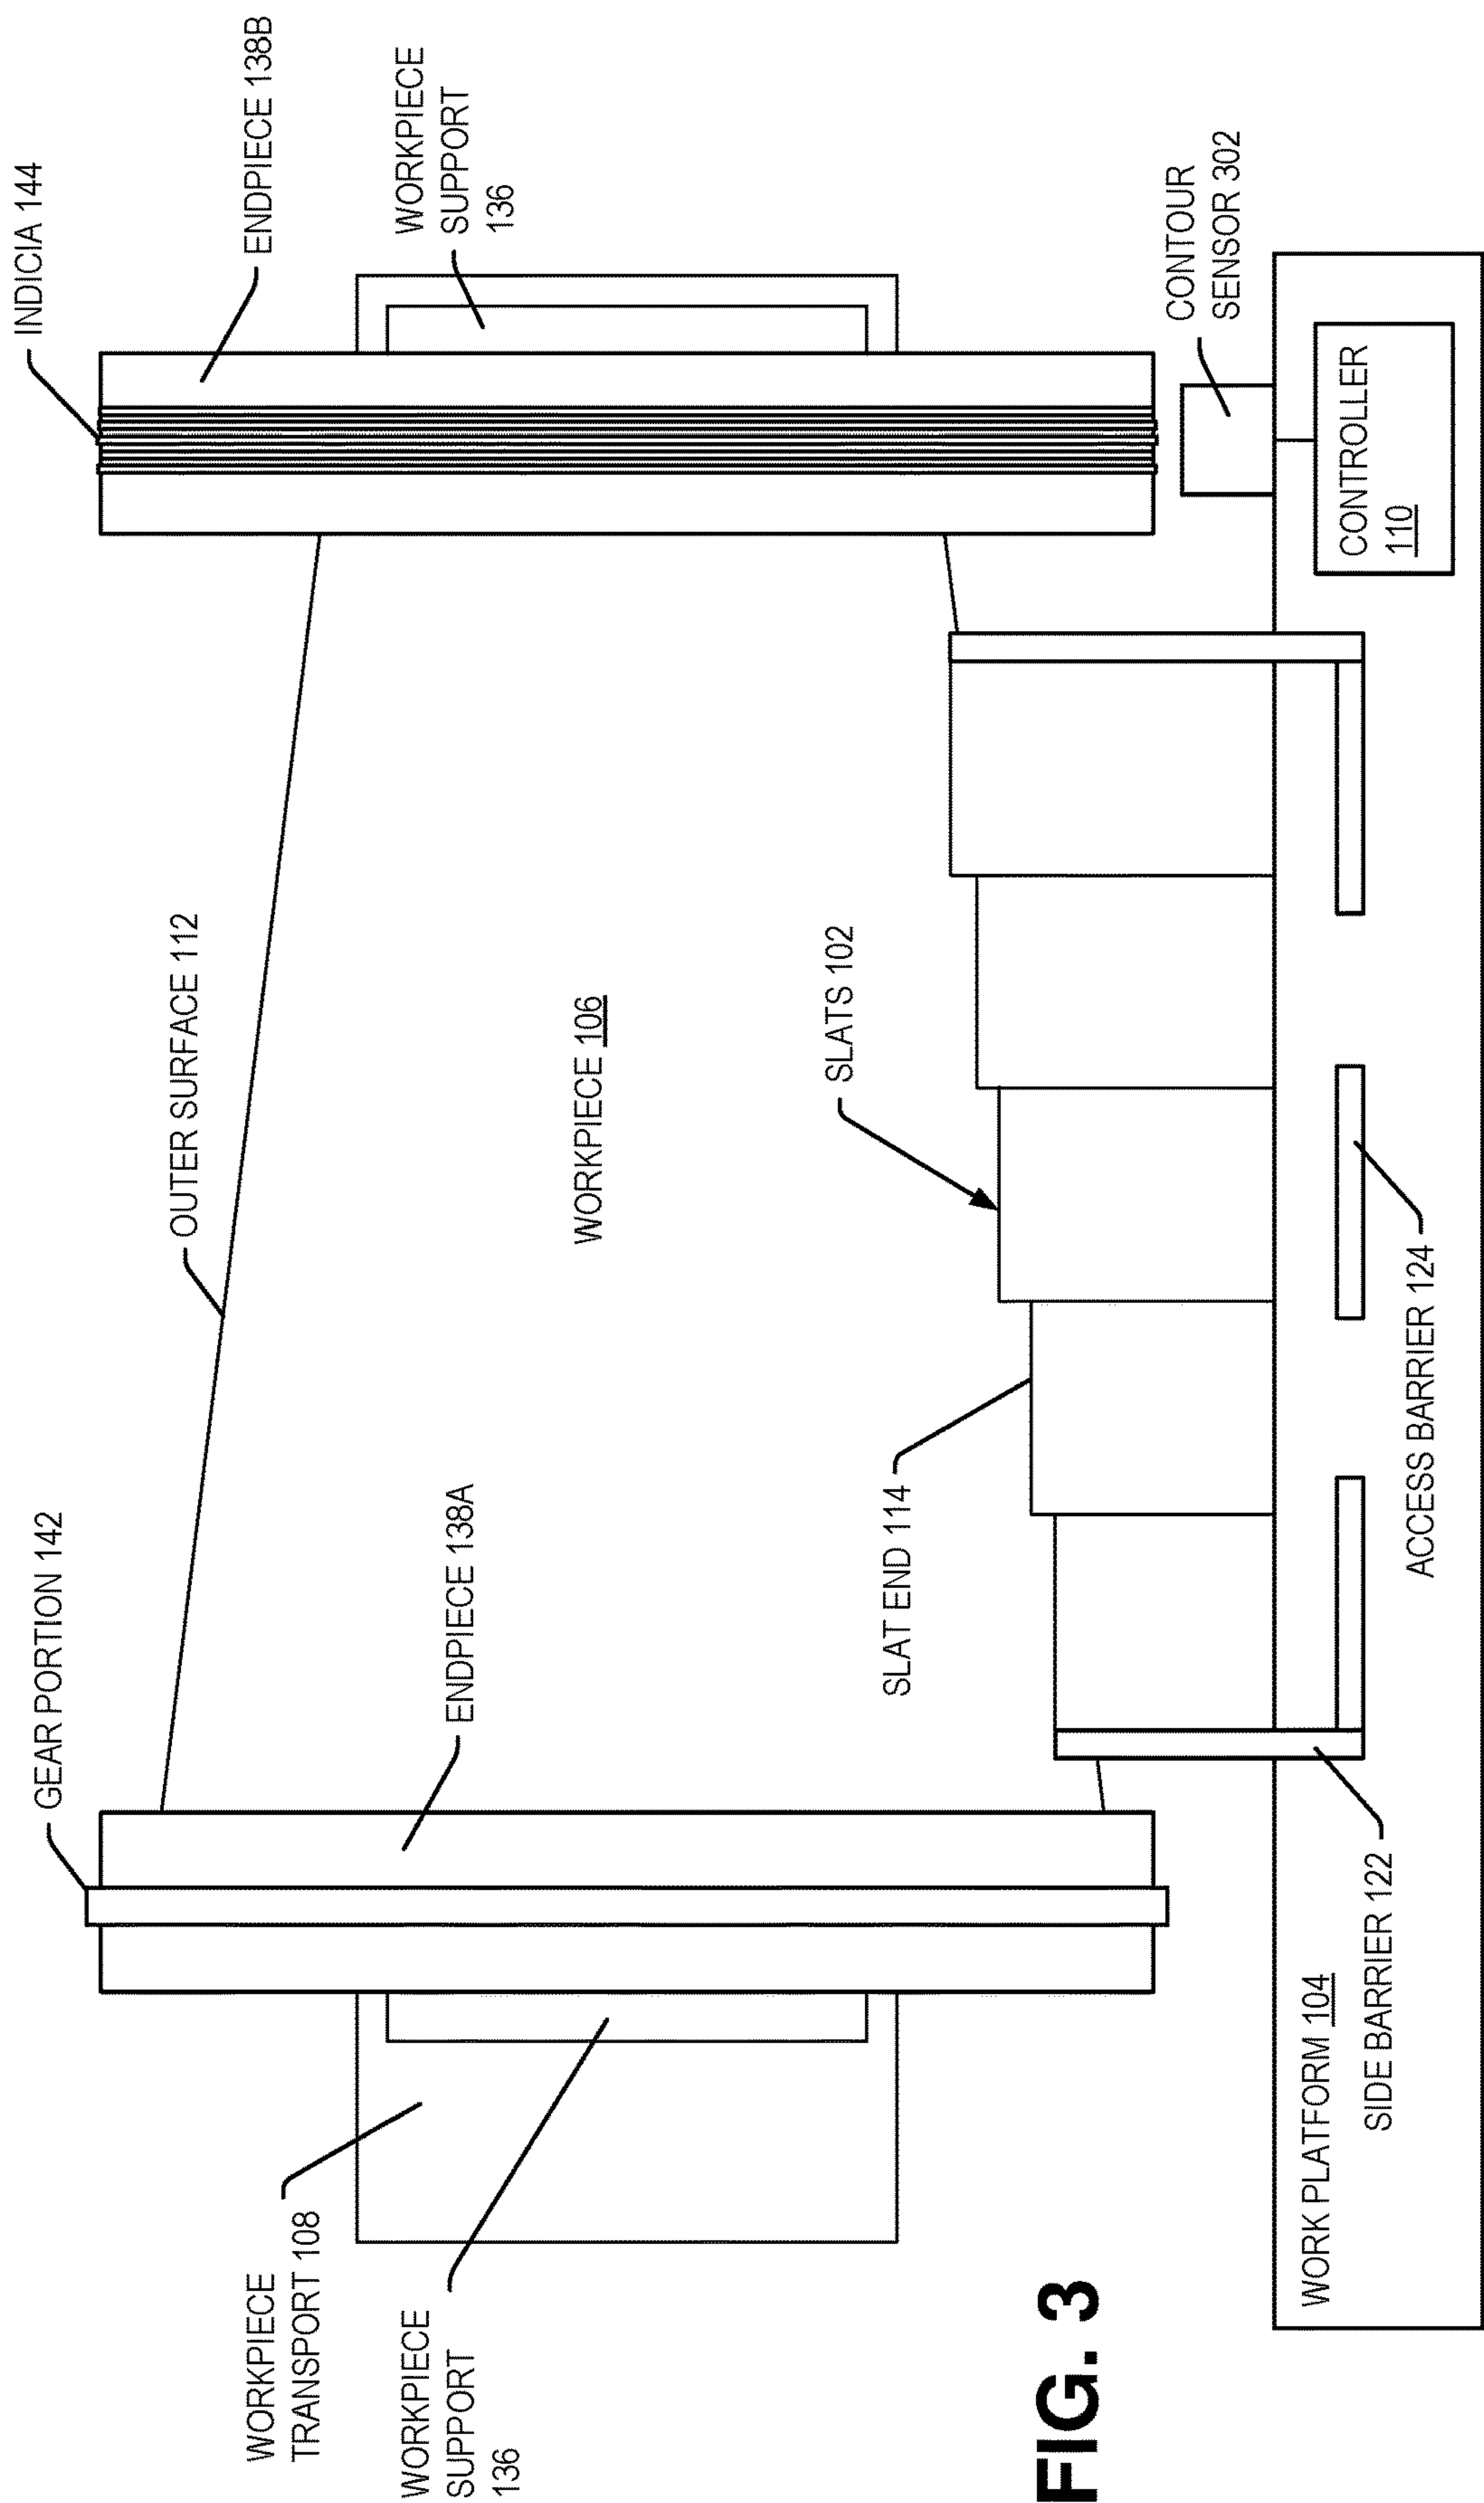 INDICIA 144
ENDPIECE 138B
WORKPIECE
SUPPORT
136
CONTOUR
SENSOR 302
CONTROLLER
110
OUTER SURFACE 112
WORKPIECE 106
SLATS 102
GEAR PORTION 142
ENDPIECE 138A
SLAT END 114
ACCESS BARRIER 124
WORKPIECE
TRANSPORT 108
WORKPIECE
SUPPORT
136
WORK PLATFORM 104
SIDE BARRIER 122
FIG. 3